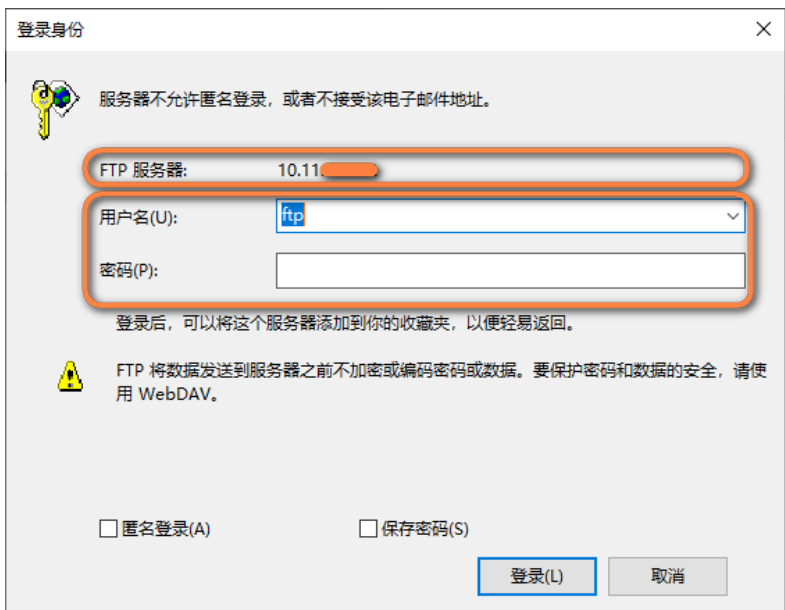 登录身份
服务器不允许匿名登录，或者不接受该电子邮件地址。
FTP 服务器: 10.11
用户名(U): ftp
密码(P):
登录后，可以将这个服务器添加到你的收藏夹，以便轻易返回。
FTP 将数据发送到服务器之前不加密或编码密码或数据。要保护密码和数据的安全，请使
用 WebDAV。
匿名登录(A) 保存密码(S)
登录(L) 取消